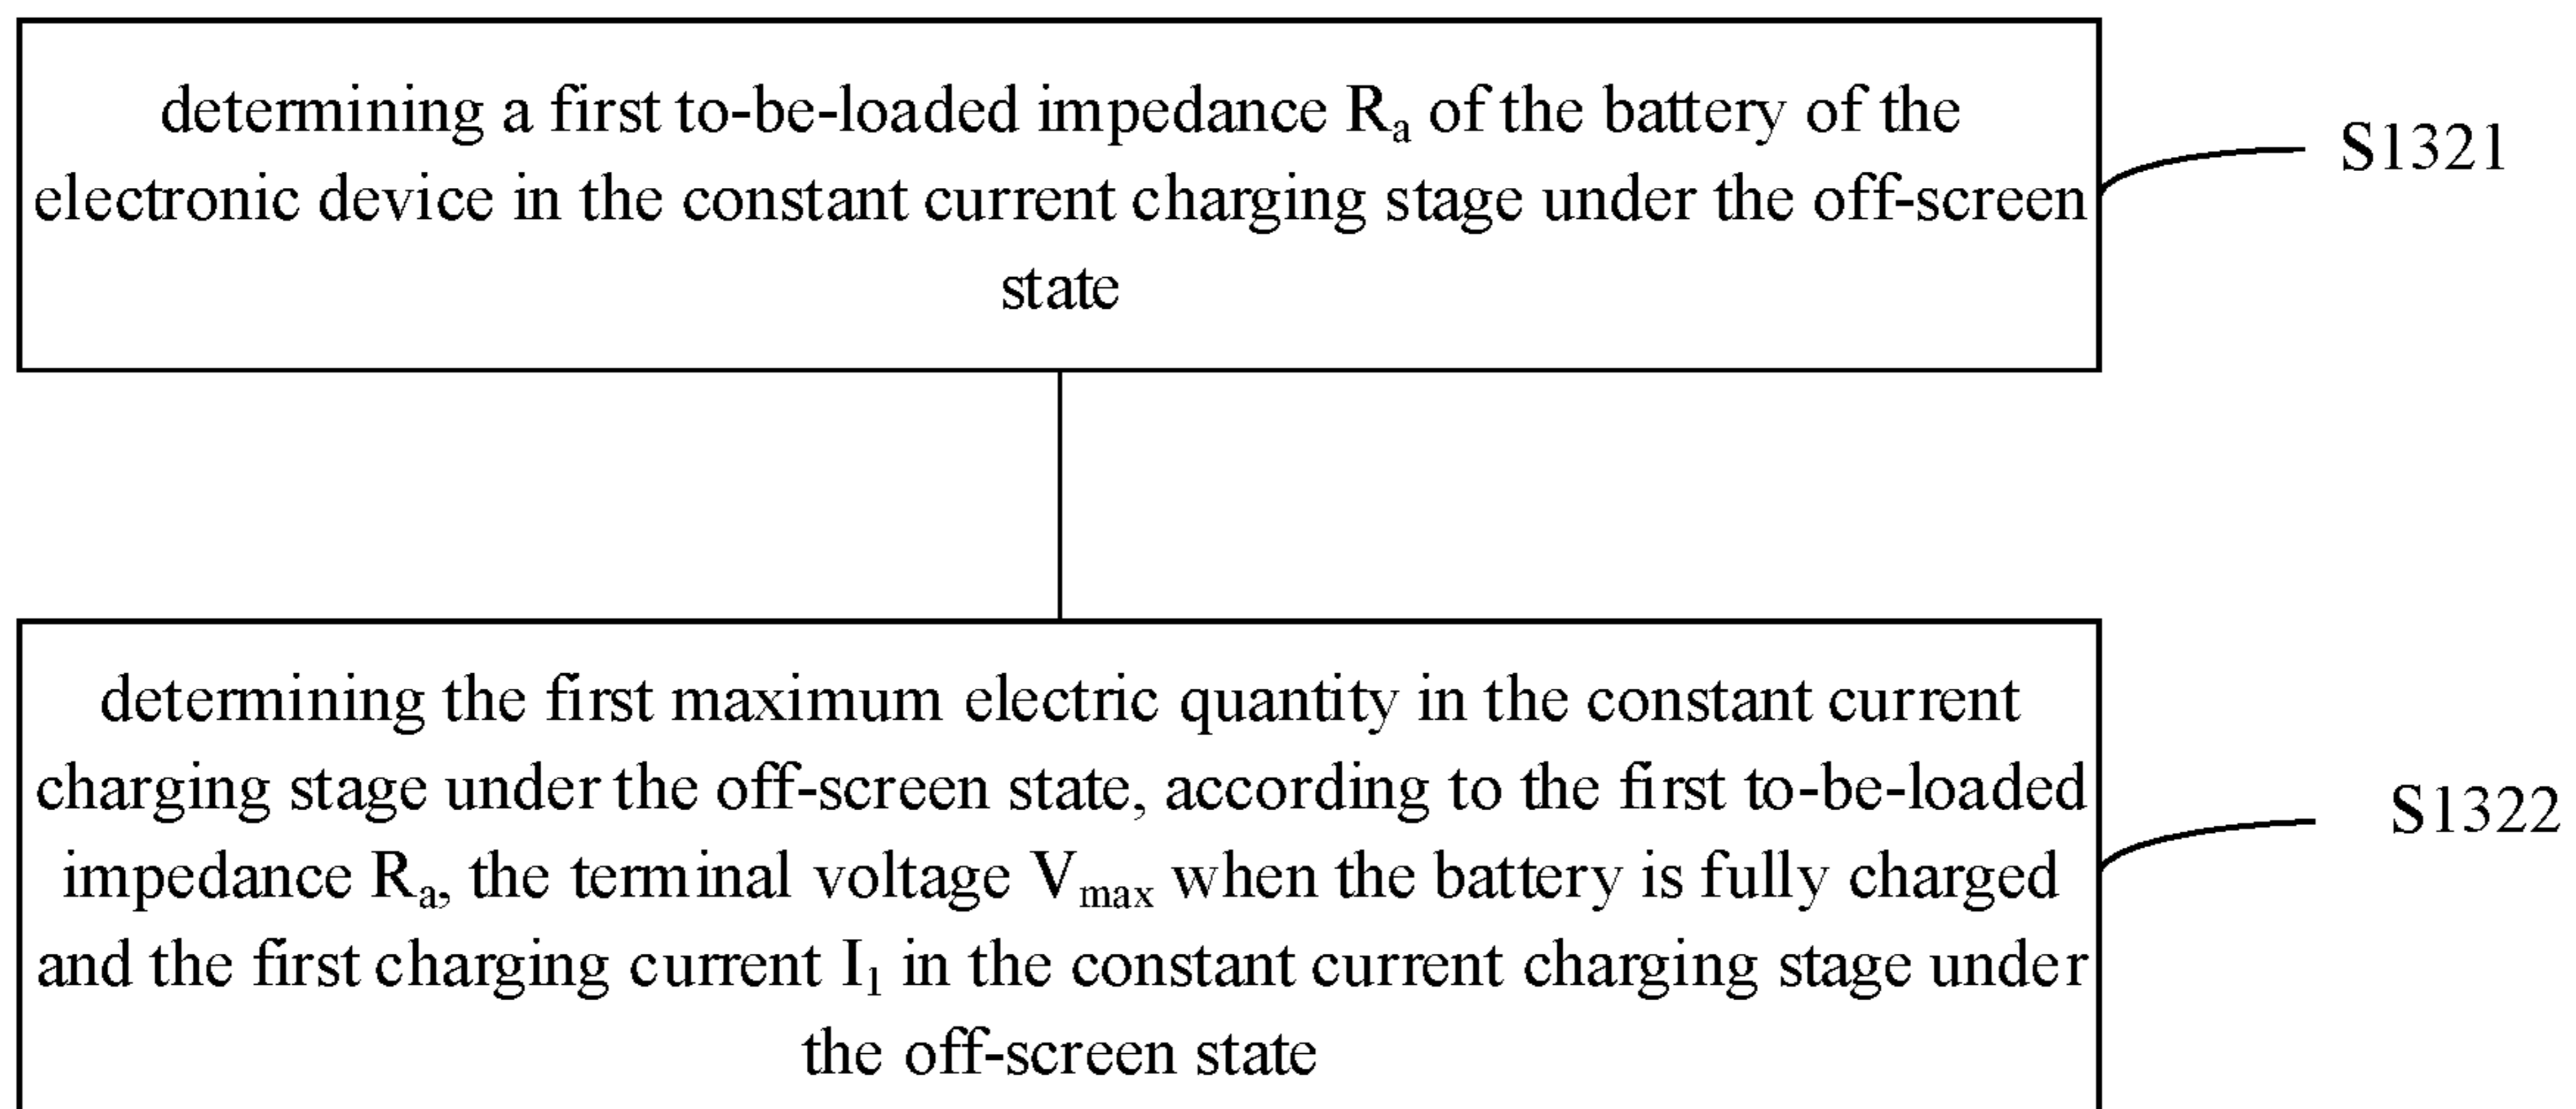 determining a first to-be-loaded impedance Rₐ of the battery of the
electronic device in the constant current charging stage under the off-screen
state
S1321
determining the first maximum electric quantity in the constant current
charging stage under the off-screen state, according to the first to-be-loaded
impedance Rₐ, the terminal voltage Vₘₐₓ when the battery is fully charged
and the first charging current I₁ in the constant current charging stage under
the off-screen state
S1322